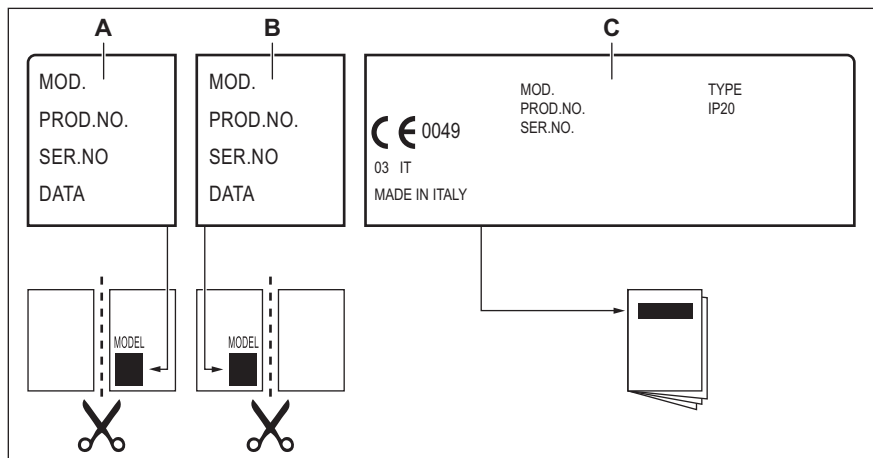 A
B
C
MOD.
PROD.NO.
SER.NO
DATA
MOD.
PROD.NO.
SER.NO
DATA
MOD.
PROD.NO.
SER.NO.
TYPE
IP20
CE 0049
03 IT
MADE IN ITALY
MODEL
MODEL